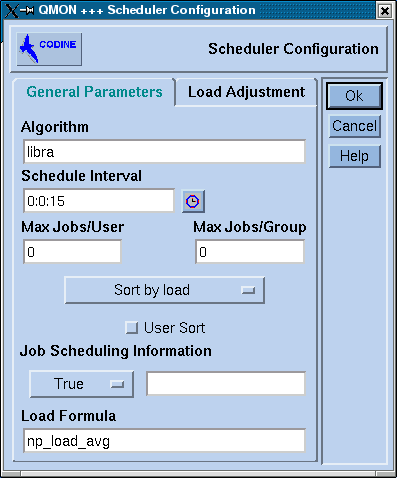 QMON +++ Scheduler Configuration
CODINE
Scheduler Configuration
General Parameters Load Adjustment
Algorithm
libra
Schedule Interval
0:0:15
Max Jobs/User Max Jobs/Group
0 0
Sort by load
User Sort
Job Scheduling Information
True
Load Formula
np_load_avg
Ok
Cancel
Help